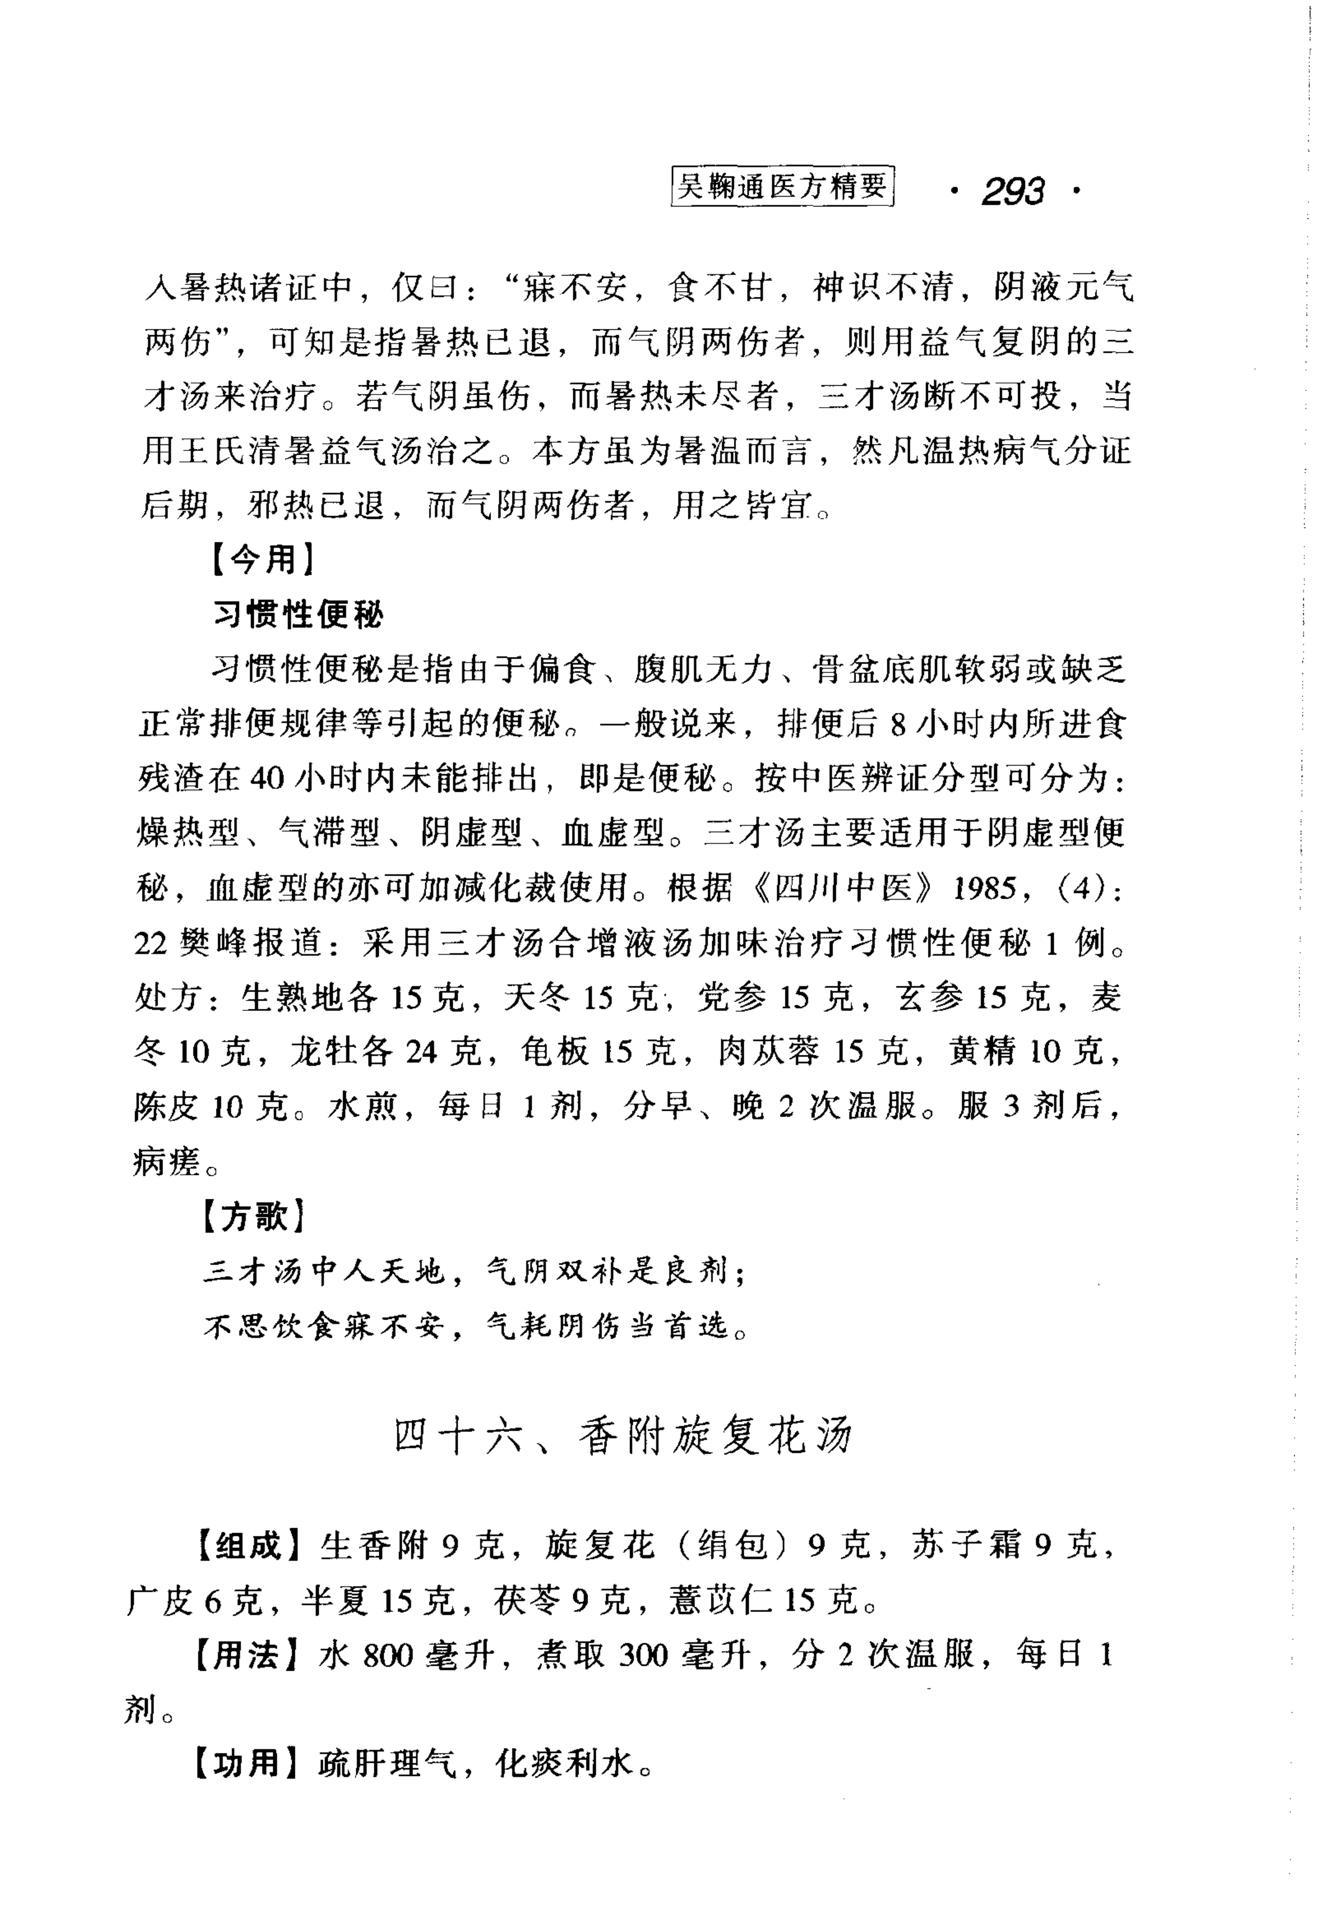 吴鞠通医方精要 · 293 ·
入暑热诸证中，仅曰：“寐不安，食不甘，神识不清，阴液元气
两伤”，可知是指暑热已退，而气阴两伤者，则用益气复阴的三
才汤来治疗。若气阴虽伤，而暑热未尽者，三才汤断不可投，当
用王氏清暑益气汤治之。本方虽为暑温而言，然凡温热病气分证
后期，邪热已退，而气阴两伤者，用之皆宜。
【今用】
习惯性便秘
习惯性便秘是指由于偏食、腹肌无力、骨盆底肌软弱或缺乏
正常排便规律等引起的便秘。一般说来，排便后 8 小时内所进食
残渣在 40 小时内未能排出，即是便秘。按中医辨证分型可分为：
燥热型、气滞型、阴虚型、血虚型。三才汤主要适用于阴虚型便
秘，血虚型的亦可加减化裁使用。根据《四川中医》1985，(4)：
22 樊峰报道：采用三才汤合增液汤加味治疗习惯性便秘 1 例。
处方：生熟地各 15 克，天冬 15 克，党参 15 克，玄参 15 克，麦
冬 10 克，龙牡各 24 克，龟板 15 克，肉苁蓉 15 克，黄精 10 克，
陈皮 10 克。水煎，每日 1 剂，分早、晚 2 次温服。服 3 剂后，
病瘥。
【方歌】
三才汤中人天地，气阴双补是良剂；
不思饮食寐不安，气耗阴伤当首选。
四十六、香附旋复花汤
【组成】生香附 9 克，旋复花（绢包）9 克，苏子霜 9 克，
广皮 6 克，半夏 15 克，茯苓 9 克，薏苡仁 15 克。
【用法】水 800 毫升，煮取 300 毫升，分 2 次温服，每日 1
剂。
【功用】疏肝理气，化痰利水。